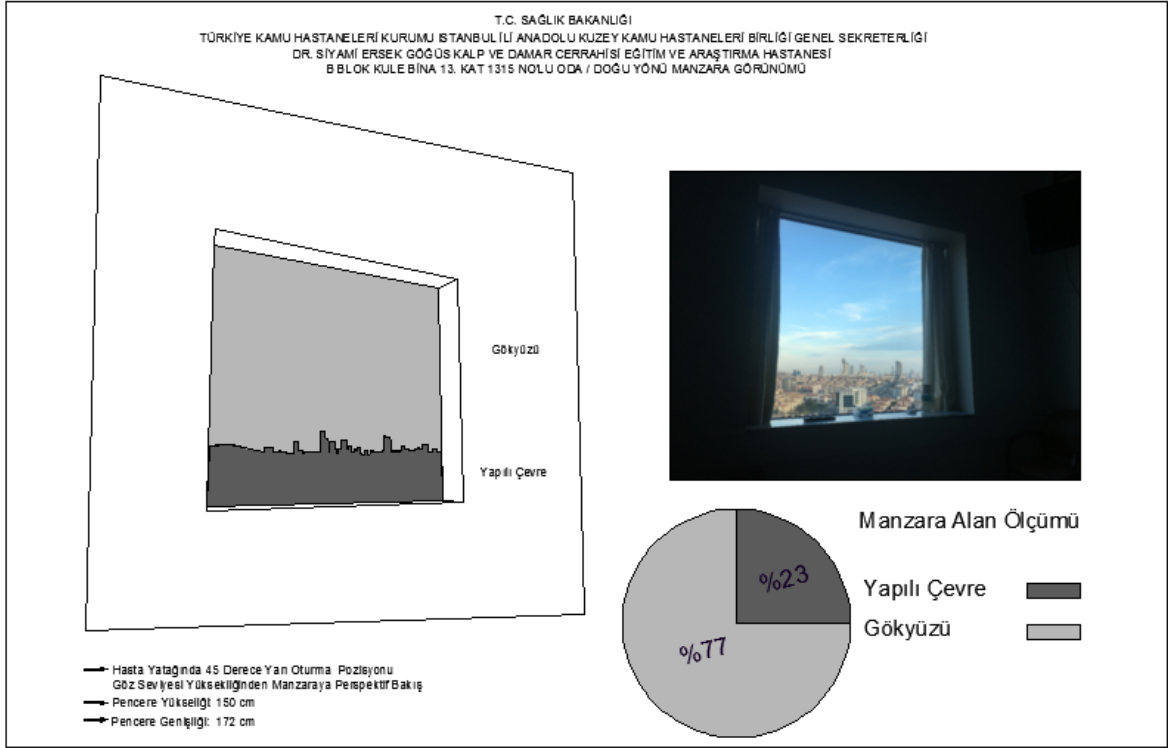 T.C. SAĞLIK BAKANLIĞI
TÜRKİYE KAMU HASTANELERİ KURUMU ISTANBUL İLİ ANADOLU KUZEY KAMU HASTANELERİ BİRLİĞİ GENEL SEKRETERLİĞİ
DR. SİYAMİ ERSEK GÖĞÜS KALP VE DAMAR CERRAHİSİ EĞİTİM VE ARAŞTIRMA HASTANESİ
B BLOK KULE BİNA 13. KAT 1315 NOLU ODA / DOĞU YÖNÜ MANZARA GÖRÜNÜMÜ
Gökyüzü
Yapılı Çevre
Manzara Alan Ölçümü
Yapılı Çevre
Gökyüzü
%23
%77
Hasta Yatağında 45 Derece Yarı Oturma Pozisyonu
Göz Seviyesi Yüksekliğinden Manzaraya Perspektif Bakış
Pencere Yüksekliği: 150 cm
Pencere Genişliği: 172 cm